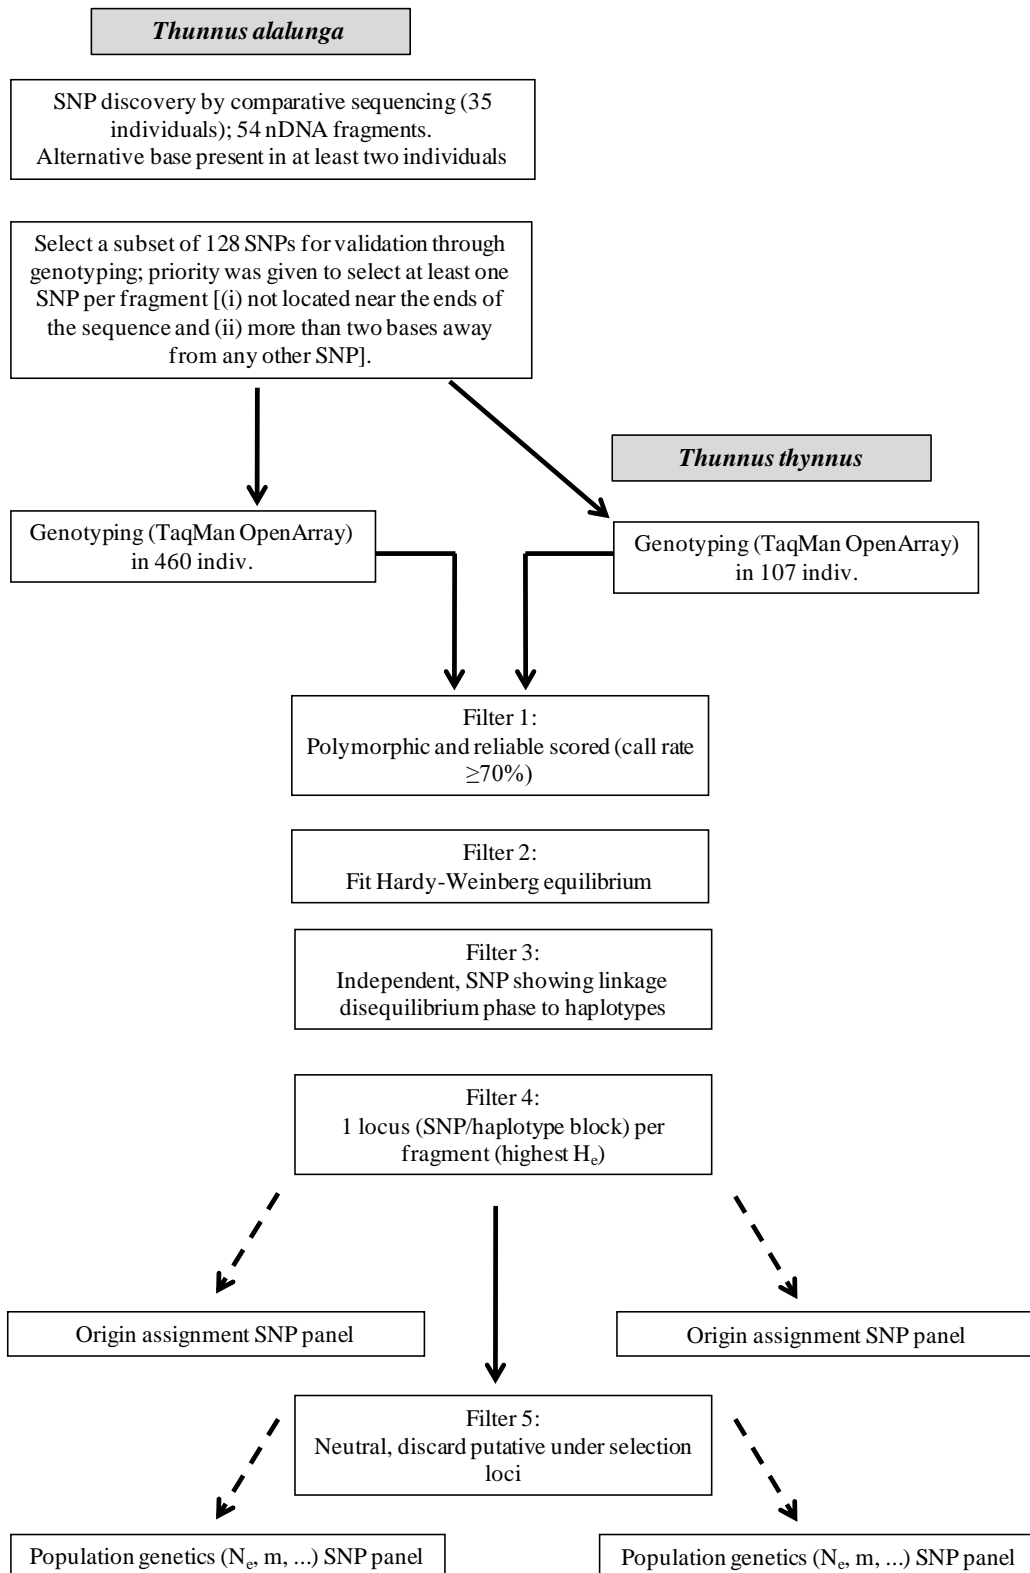 Thunnus alalunga
SNP discovery by comparative sequencing (35
individuals); 54 nDNA fragments.
Alternative base present in at least two individuals
Select a subset of 128 SNPs for validation through
genotyping; priority was given to select at least one
SNP per fragment [(i) not located near the ends of
the sequence and (ii) more than two bases away
from any other SNP].
Thunnus thynnus
Genotyping (TaqMan OpenArray)
in 460 indiv.
Genotyping (TaqMan OpenArray)
in 107 indiv.
Filter 1:
Polymorphic and reliable scored (call rate
≥70%)
Filter 2:
Fit Hardy-Weinberg equilibrium
Filter 3:
Independent, SNP showing linkage
disequilibrium phase to haplotypes
Filter 4:
1 locus (SNP/haplotype block) per
fragment (highest Hₑ)
Origin assignment SNP panel
Origin assignment SNP panel
Filter 5:
Neutral, discard putative under selection
loci
Population genetics (Nₑ, m, ...) SNP panel
Population genetics (Nₑ, m, ...) SNP panel